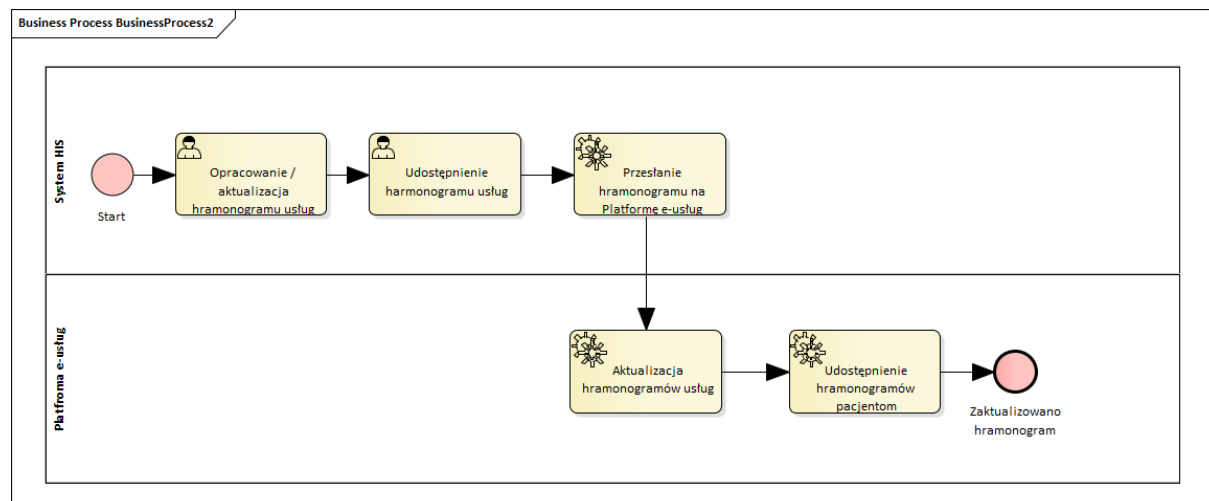 Business Process BusinessProcess2
System HIS
Start
Opracowanie /
aktualizacja
hramonogramu usług
Udostępnienie
harmonogramu usług
Przesłanie
hramonogramu na
Platformę e-usług
Platfroma e-usług
Aktualizacja
hramonogramów usług
Udostępnienie
hramonogramów
pacjentom
Zaktualizowano
hramonogram